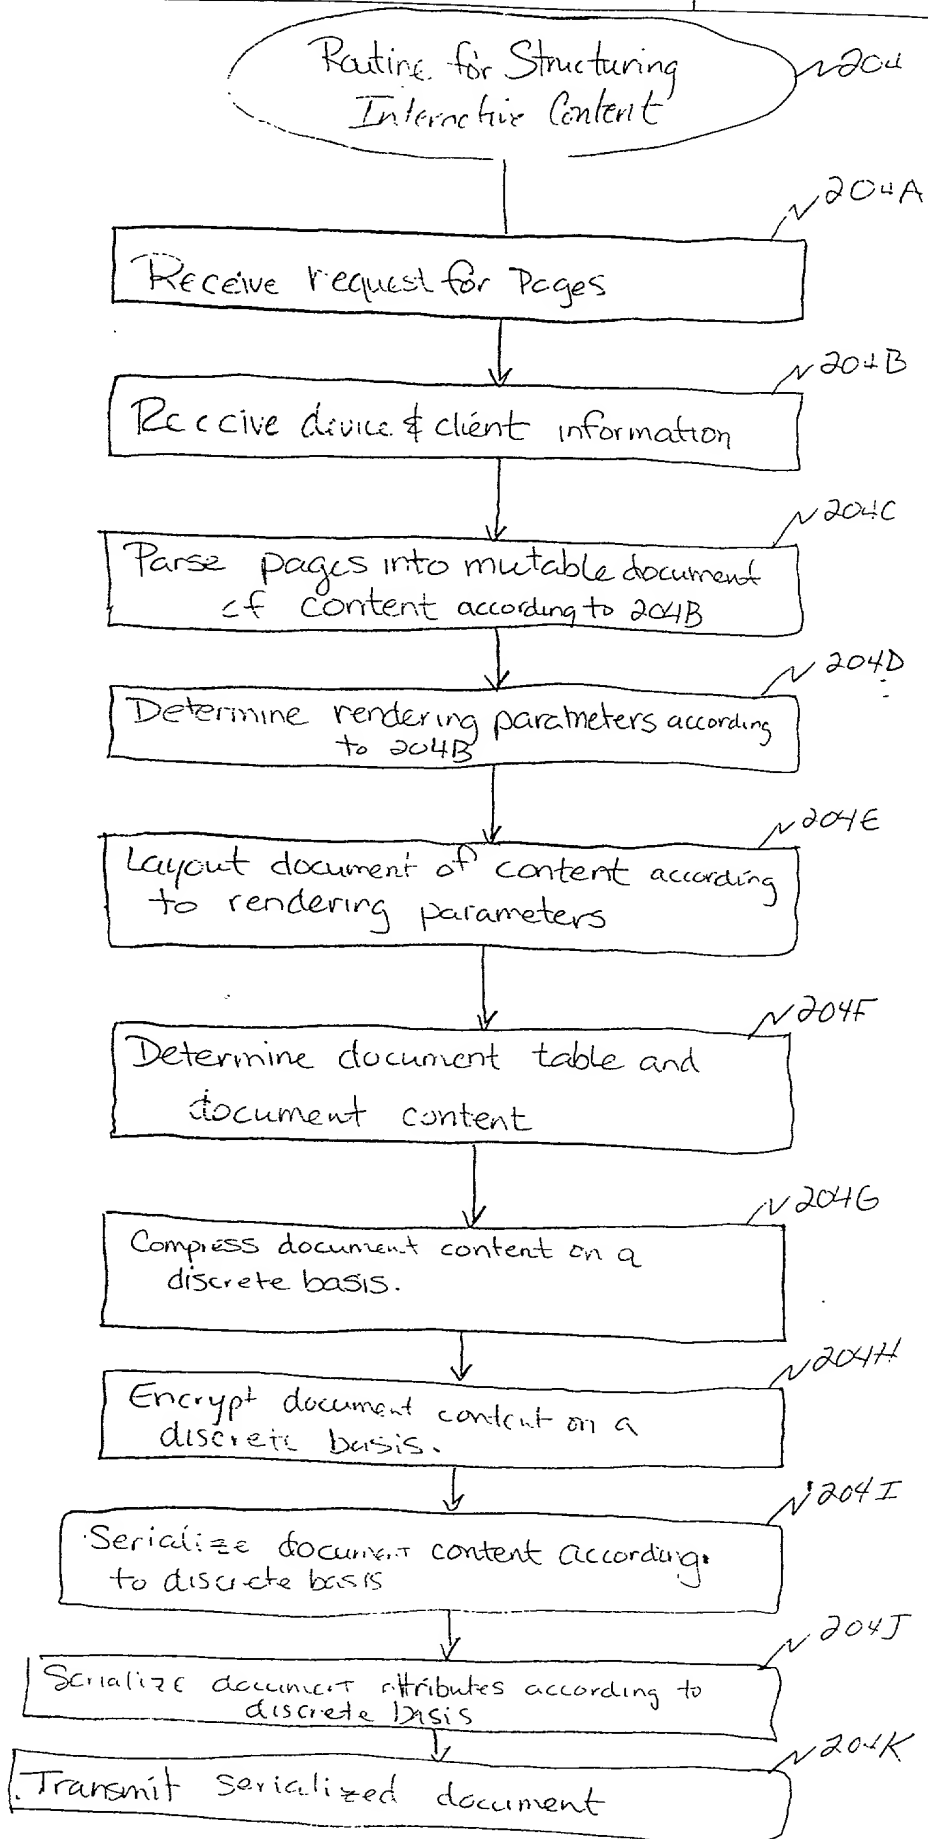 Routine for Structuring
Interactive Content
204
204A
Receive request for Pages
204B
Receive device & client information
204C
Parse pages into mutable document
of content according to 204B
204D
Determine rendering parameters according
to 204B
204E
Layout document of content according
to rendering parameters
204F
Determine document table and
document content
204G
Compress document content on a
discrete basis.
204H
Encrypt document content on a
discrete basis.
204I
Serialize document content according
to discrete basis
204J
Serialize document attributes according to
discrete basis
204K
Transmit serialized document